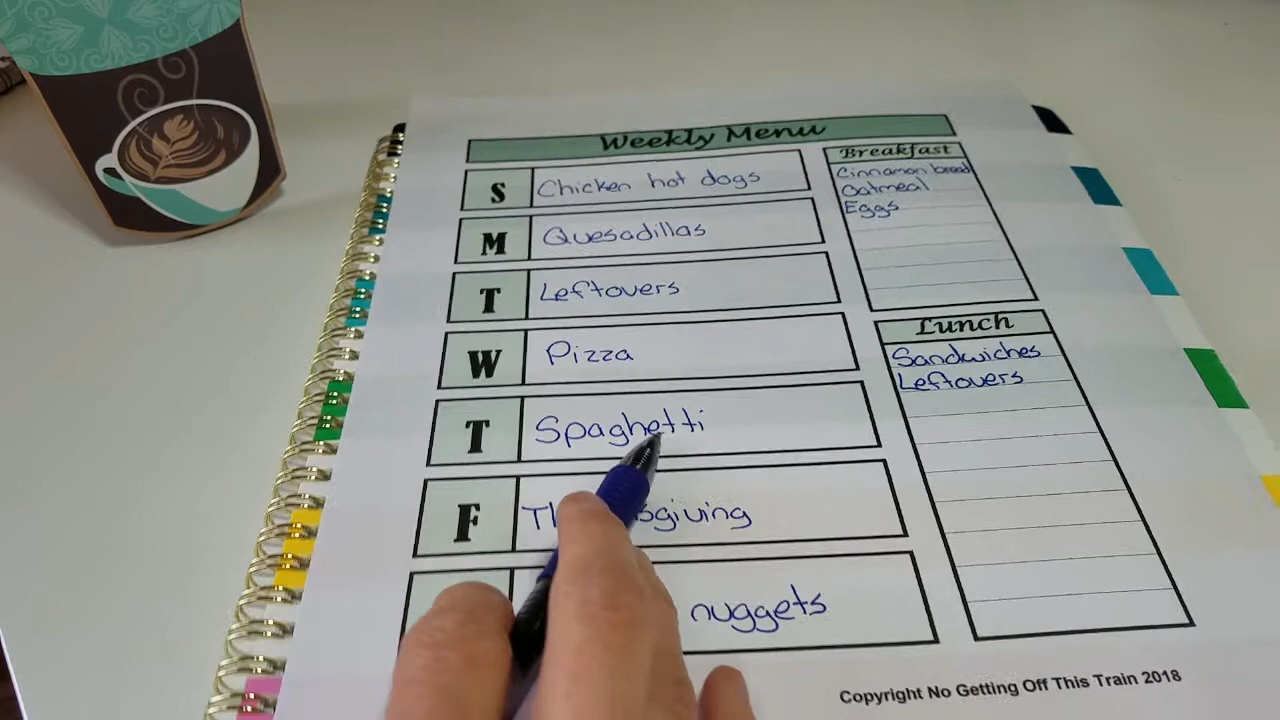 Weekly Menu
S Chicken hot dogs
M Quesadillas
T Leftovers
W Pizza
T Spaghetti
F
nuggets
Breakfast
Cinnamon bread
Oatmeal
Eggs
Lunch
Sandwiches
Leftovers
Copyright No Getting Off This Train 2018